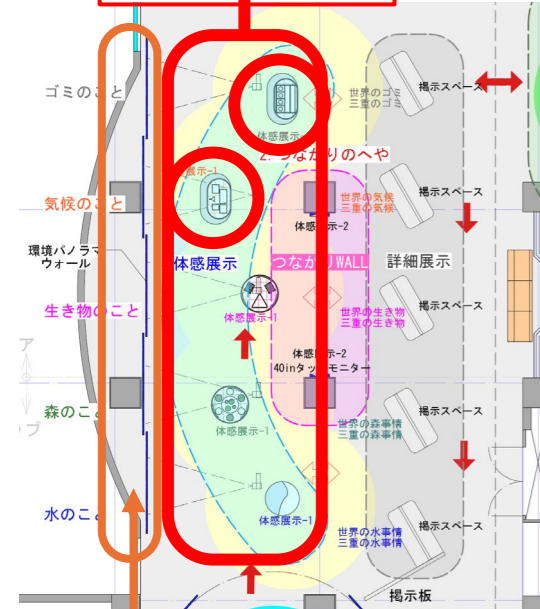 ゴミのこと
世界のゴミ
三重のゴミ
掲示スペース
体感展示-
2.つながりのへや
展示-1
気候のこと
世界の気候
三重の気候
掲示スペース
体感展示-2
環境パノラマ
ウォール
体感展示
つながりWALL
詳細展示
生き物のこと
体感展示-1
世界の生き物
三重の生き物
掲示スペース
ア
体感展示-2
40inタッチモニター
ブ
森のこと
体感展示-1
世界の森事情
三重の森事情
掲示スペース
水のこと
体感展示-1
世界の水事情
三重の水事情
掲示スペース
掲示板